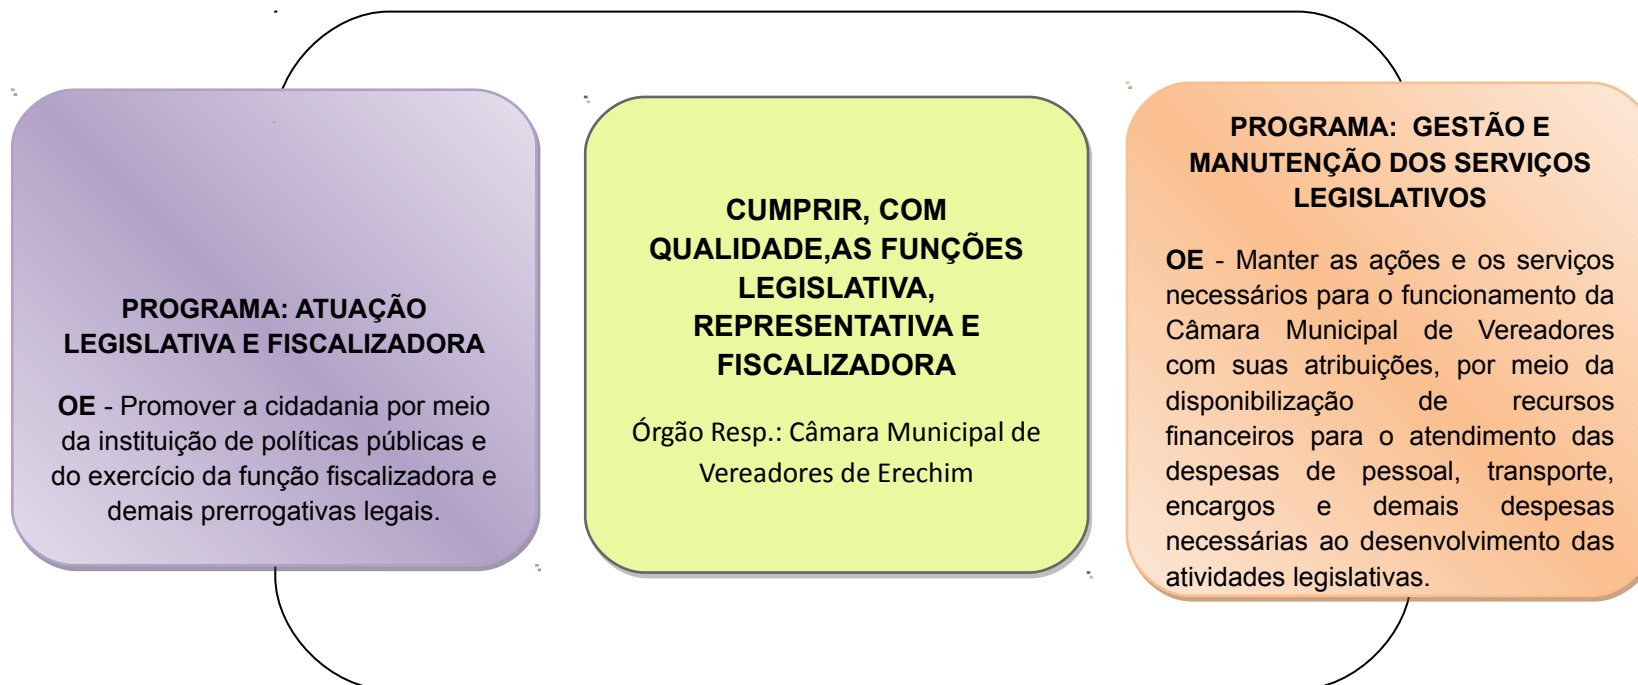 PROGRAMA: ATUAÇÃO
LEGISLATIVA E FISCALIZADORA
OE - Promover a cidadania por meio
da instituição de políticas públicas e
do exercício da função fiscalizadora e
demais prerrogativas legais.
CUMPRIR, COM
QUALIDADE,AS FUNÇÕES
LEGISLATIVA,
REPRESENTATIVA E
FISCALIZADORA
Órgão Resp.: Câmara Municipal de
Vereadores de Erechim
PROGRAMA: GESTÃO E
MANUTENÇÃO DOS SERVIÇOS
LEGISLATIVOS
OE - Manter as ações e os serviços
necessários para o funcionamento da
Câmara Municipal de Vereadores
com suas atribuições, por meio da
disponibilização de recursos
financeiros para o atendimento das
despesas de pessoal, transporte,
encargos e demais despesas
necessárias ao desenvolvimento das
atividades legislativas.